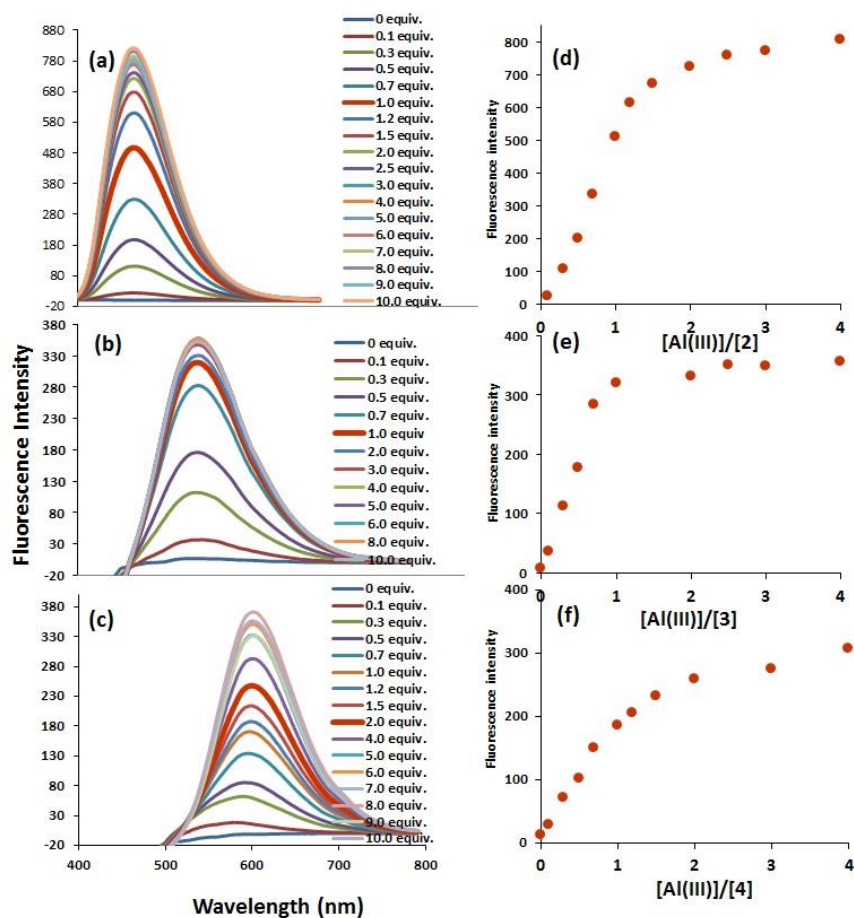 (a)
880
780
680
580
480
380
280
180
80
-20
0 equiv.
0.1 equiv.
0.3 equiv.
0.5 equiv.
0.7 equiv.
1.0 equiv.
1.2 equiv.
1.5 equiv.
2.0 equiv.
2.5 equiv.
3.0 equiv.
4.0 equiv.
5.0 equiv.
6.0 equiv.
7.0 equiv.
8.0 equiv.
9.0 equiv.
10.0 equiv.
(b)
380
330
280
230
180
130
80
30
-20
0 equiv.
0.1 equiv.
0.3 equiv.
0.5 equiv.
0.7 equiv.
1.0 equiv
2.0 equiv.
3.0 equiv.
4.0 equiv.
5.0 equiv.
6.0 equiv.
8.0 equiv.
10.0 equiv.
Fluorescence Intensity
(c)
380
330
280
230
180
130
80
30
-20
0 equiv.
0.1 equiv.
0.3 equiv.
0.5 equiv.
0.7 equiv.
1.0 equiv.
1.2 equiv.
1.5 equiv.
2.0 equiv.
4.0 equiv.
5.0 equiv.
6.0 equiv.
7.0 equiv.
8.0 equiv.
9.0 equiv.
10.0 equiv.
400 500 600 700 800
Wavelength (nm)
(d)
Fluorescence intensity
800
700
600
500
400
300
200
100
0
0 1 2 3 4
[Al(III)]/[2]
(e)
Fluorescence intensity
400
300
200
100
0
0 1 2 3 4
[Al(III)]/[3]
(f)
Fluorescence intensity
400
300
200
100
0
0 1 2 3 4
[Al(III)]/[4]